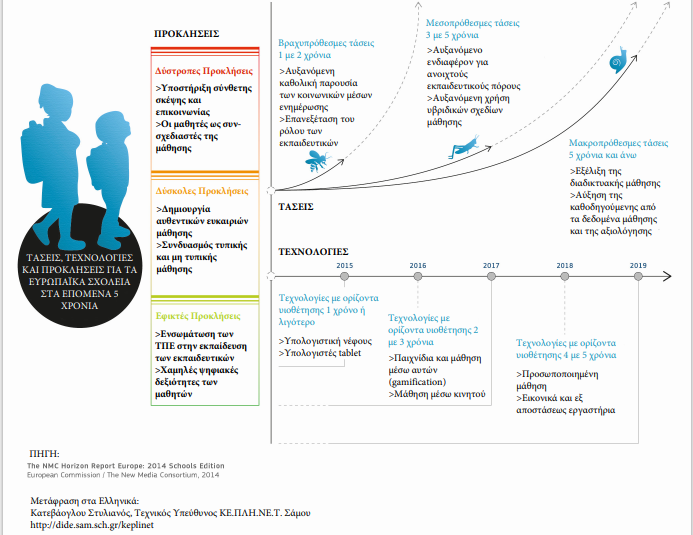 ΠΡΟΚΛΗΣΕΙΣ
Δύστροπες Προκλήσεις
>Υποστήριξη σύνθετης
σκέψης και
επικοινωνίας
>Οι μαθητές ως συν-
σχεδιαστές της
μάθησης
Δύσκολες Προκλήσεις
>Δημιουργία
αυθεντικών ευκαιριών
μάθησης
>Συνδυασμός τυπικής
και μη τυπικής
μάθησης
Εφικτές Προκλήσεις
>Ενσωμάτωση των
ΤΠΕ στην εκπαίδευση
των εκπαιδευτικών
>Χαμηλές ψηφιακές
δεξιότητες των
μαθητών
ΤΑΣΕΙΣ, ΤΕΧΝΟΛΟΓΙΕΣ
ΚΑΙ ΠΡΟΚΛΗΣΕΙΣ ΓΙΑ ΤΑ
ΕΥΡΩΠΑΪΚΑ ΣΧΟΛΕΙΑ
ΣΤΑ ΕΠΟΜΕΝΑ 5
ΧΡΟΝΙΑ
Βραχυπρόθεσμες τάσεις
1 με 2 χρόνια
>Αυξανόμενη
καθολική παρουσία
των κοινωνικών μέσων
ενημέρωσης
>Επανεξέταση του
ρόλου των
εκπαιδευτικών
Μεσοπρόθεσμες τάσεις
3 με 5 χρόνια
>Αυξανόμενο
ενδιαφέρον για
ανοιχτούς
εκπαιδευτικούς πόρους
>Αυξανόμενη χρήση
υβριδικών σχεδίων
μάθησης
Μακροπρόθεσμες τάσεις
5 χρόνια και άνω
>Εξέλιξη της
διαδικτυακής μάθησης
>Αύξηση της
καθοδηγούμενης από
τα δεδομένα μάθησης
και της αξιολόγησης
ΤΑΣΕΙΣ
ΤΕΧΝΟΛΟΓΙΕΣ
2015 2016 2017 2018 2019
Τεχνολογίες με ορίζοντα
υιοθέτησης 1 χρόνο ή
λιγότερο
>Υπολογιστική νέφους
>Υπολογιστές tablet
Τεχνολογίες με
ορίζοντα υιοθέτησης 2
με 3 χρόνια
>Παιχνίδια και μάθηση
μέσω αυτών
(gamification)
>Μάθηση μέσω κινητού
Τεχνολογίες με ορίζοντα
υιοθέτησης 4 με 5 χρόνια
>Προσωποποιημένη
μάθηση
>Εικονικά και εξ
αποστάσεως εργαστήρια
ΠΗΓΗ:
The NMC Horizon Report Europe: 2014 Schools Edition
European Commission / The New Media Consortium, 2014
Μετάφραση στα Ελληνικά:
Κατεβάογλου Στυλιανός, Τεχνικός Υπεύθυνος ΚΕ.ΠΛΗ.ΝΕ.Τ. Σάμου
http://dide.sam.sch.gr/keplinet